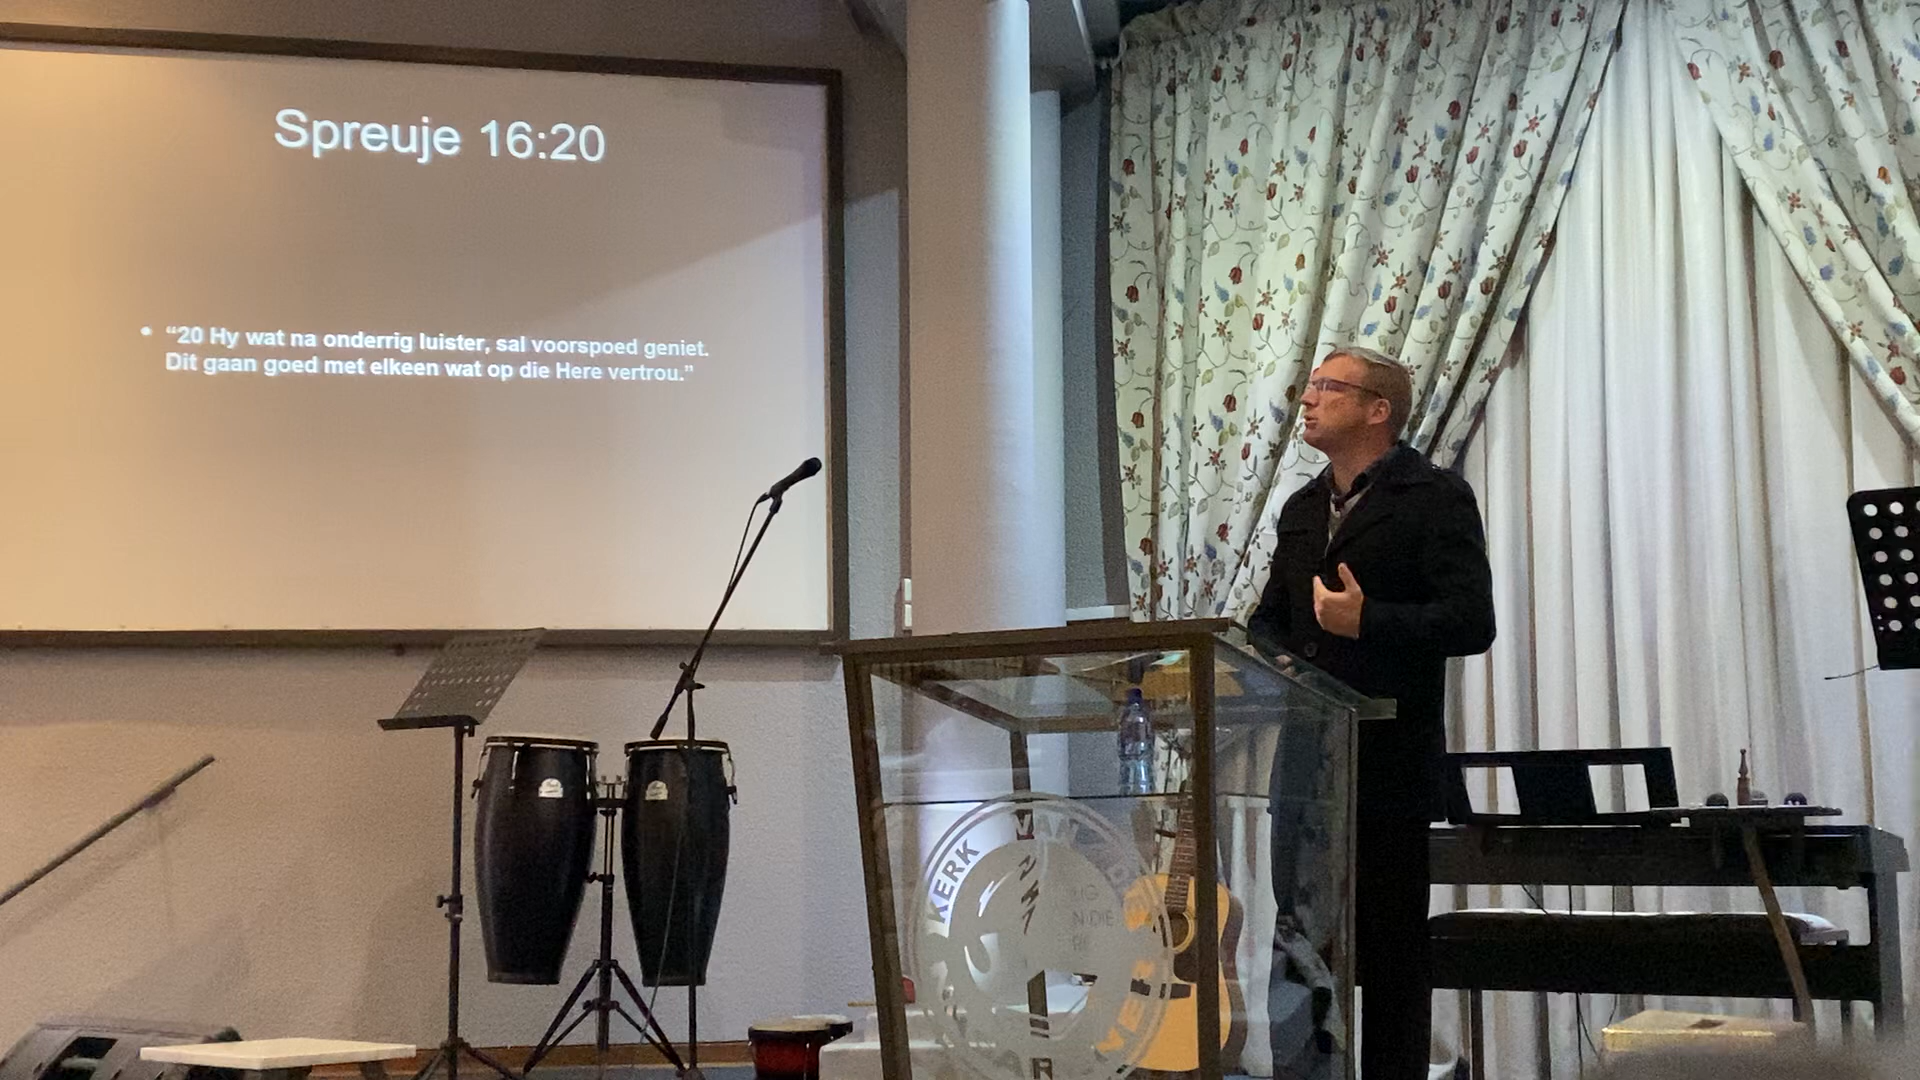 Spreuje 16:20
• “20 Hy wat na onderrig luister, sal voorspoed geniet.
Dit gaan goed met elkeen wat op die Here vertrou.”
KERK VAN